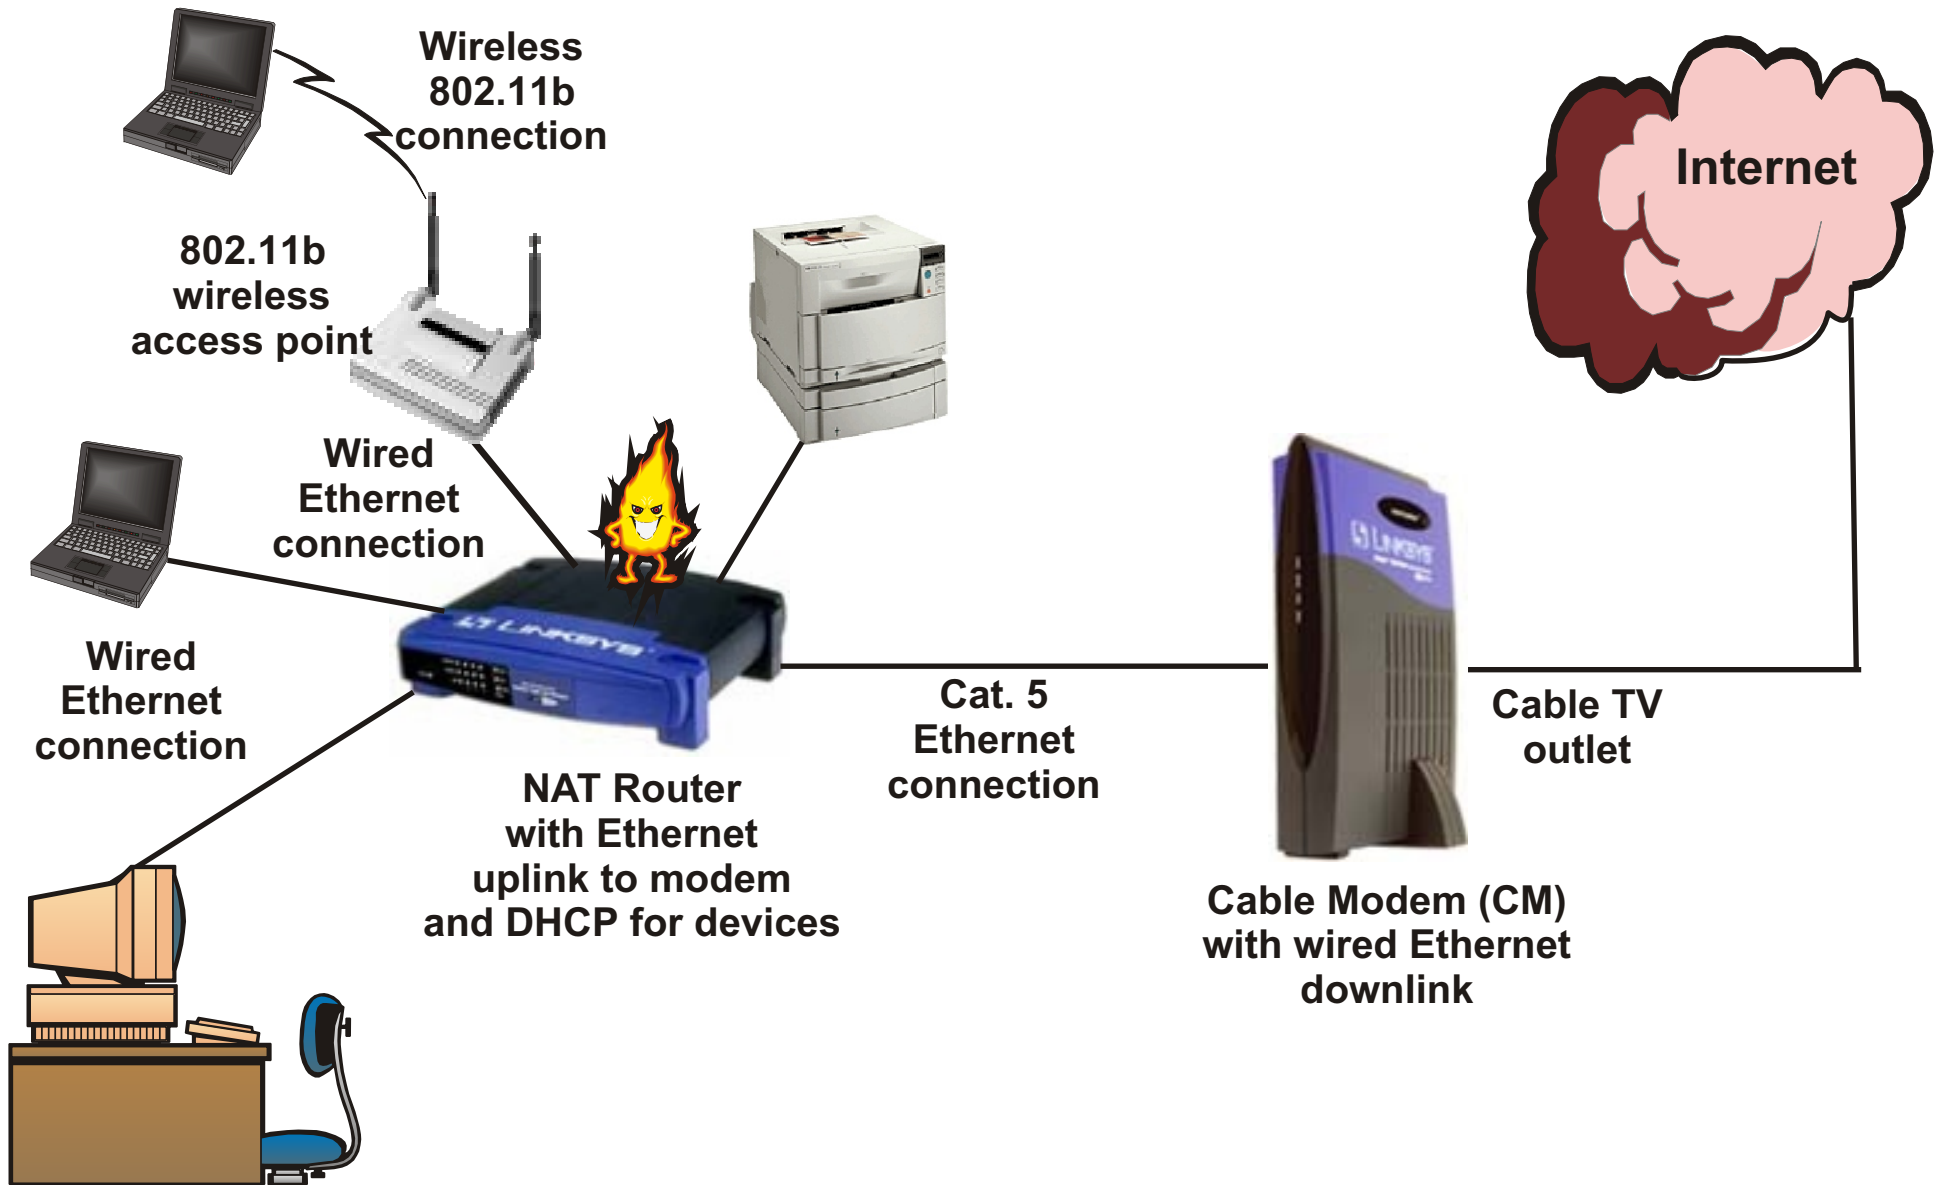 Wireless
802.11b
connection
Internet
802.11b
wireless
access point
Wired
Ethernet
connection
LINKSYS
LINKSYS
Wired
Ethernet
connection
Cat. 5
Ethernet
connection
Cable TV
outlet
NAT Router
with Ethernet
uplink to modem
and DHCP for devices
Cable Modem (CM)
with wired Ethernet
downlink